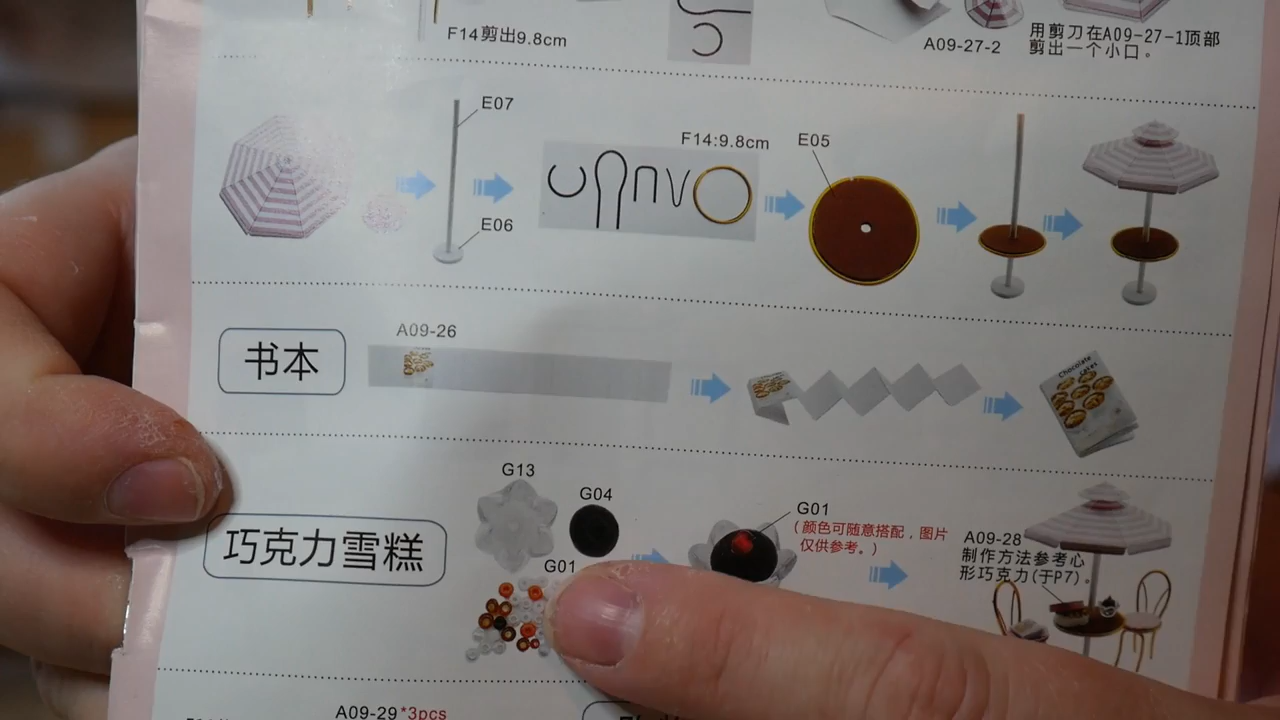 F14剪出9.8cm
A09-27-2
用剪刀在A09-27-1顶部
剪出一个小口。
E07
E06
F14:9.8cm
E05
书本
A09-26
Chocolate
cakes
巧克力雪糕
G13
G04
G01
G01
(颜色可随意搭配，图片
仅供参考。)
A09-28
制作方法参考心
形巧克力(于P7)。
A09-29*3pcs